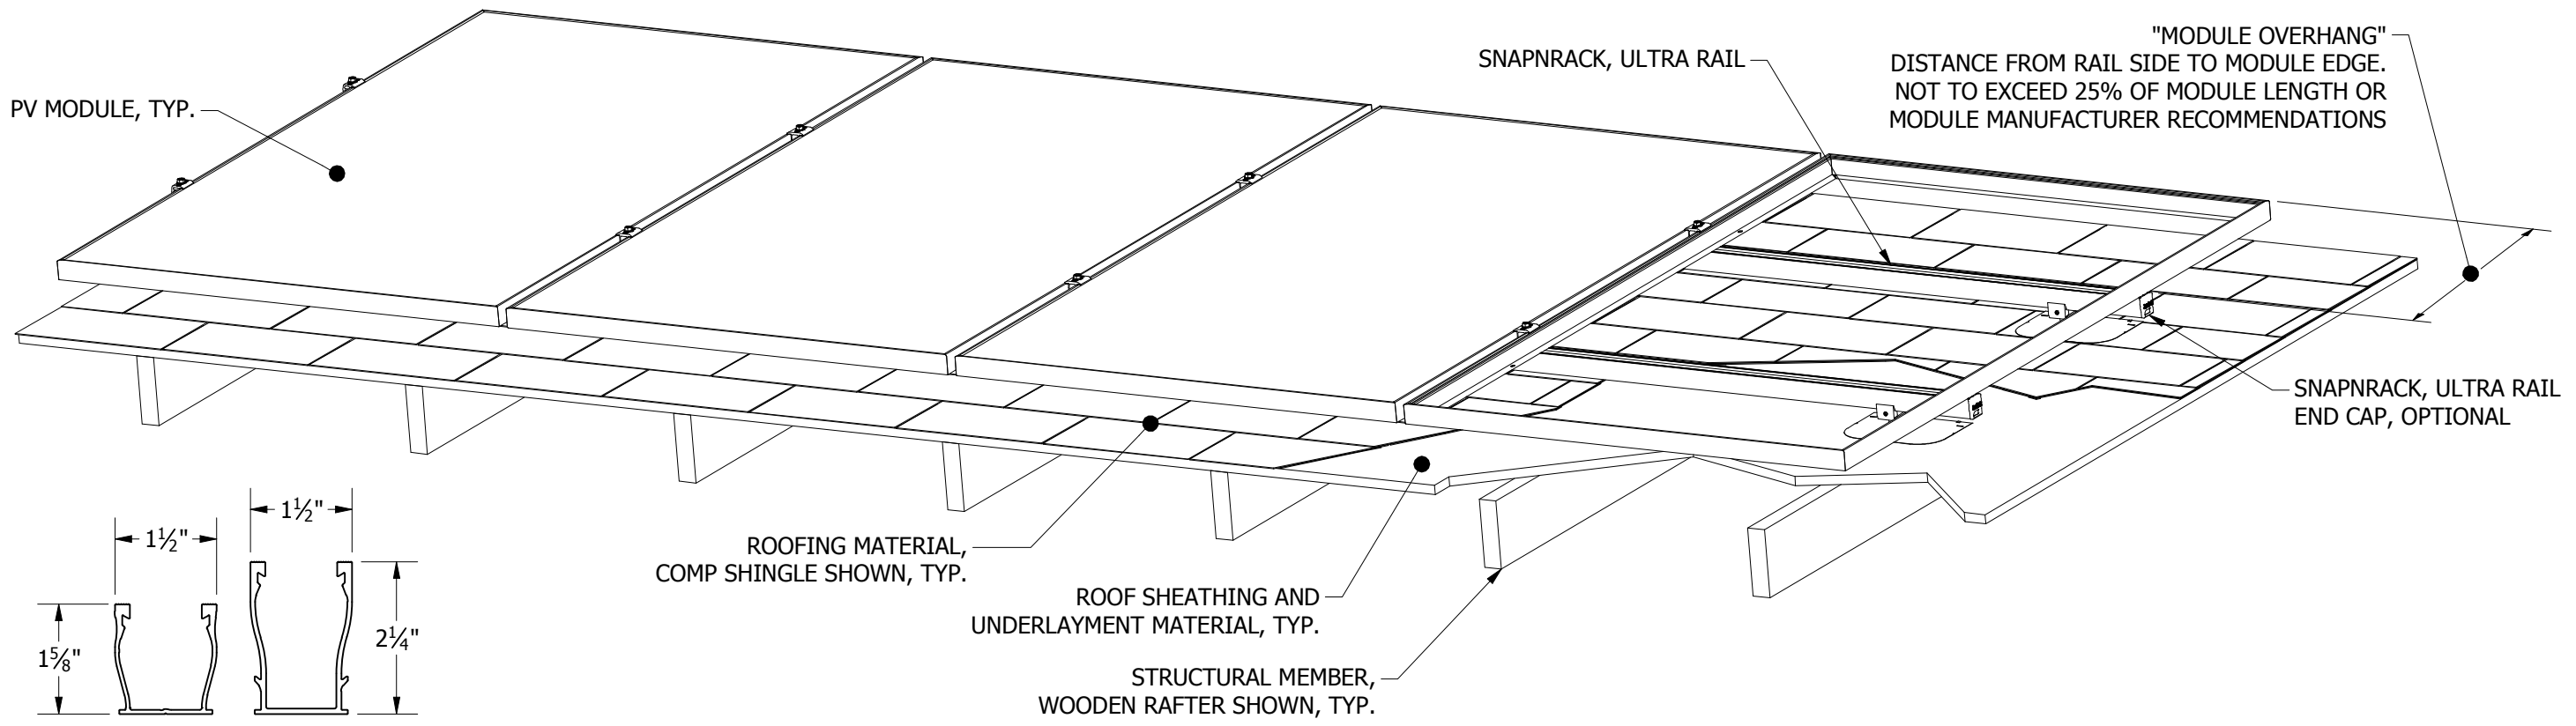 PV MODULE, TYP.
SNAPNRACK, ULTRA RAIL
"MODULE OVERHANG"
DISTANCE FROM RAIL SIDE TO MODULE EDGE.
NOT TO EXCEED 25% OF MODULE LENGTH OR
MODULE MANUFACTURER RECOMMENDATIONS
SNAPNRACK, ULTRA RAIL
END CAP, OPTIONAL
ROOFING MATERIAL,
COMP SHINGLE SHOWN, TYP.
ROOF SHEATHING AND
UNDERLAYMENT MATERIAL, TYP.
STRUCTURAL MEMBER,
WOODEN RAFTER SHOWN, TYP.
1½"
1½"
1⅝"
2¼"